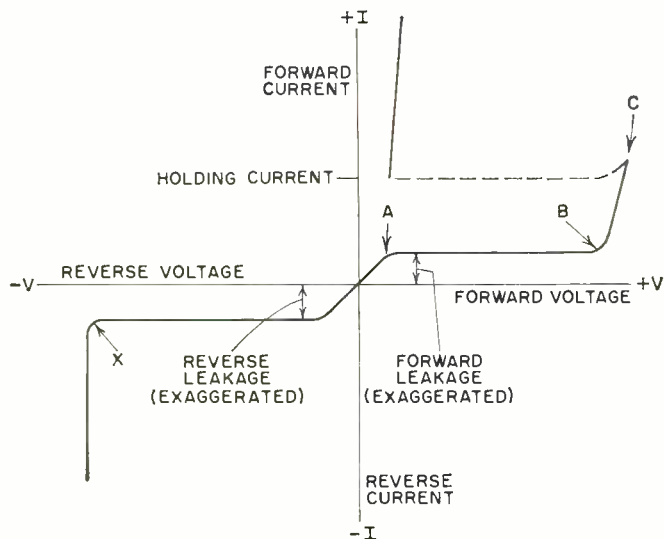 +I
FORWARD
CURRENT
C
HOLDING CURRENT
A
B
-V
REVERSE VOLTAGE
+V
FORWARD VOLTAGE
X
REVERSE
LEAKAGE
(EXAGGERATED)
FORWARD
LEAKAGE
(EXAGGERATED)
REVERSE
CURRENT
-I